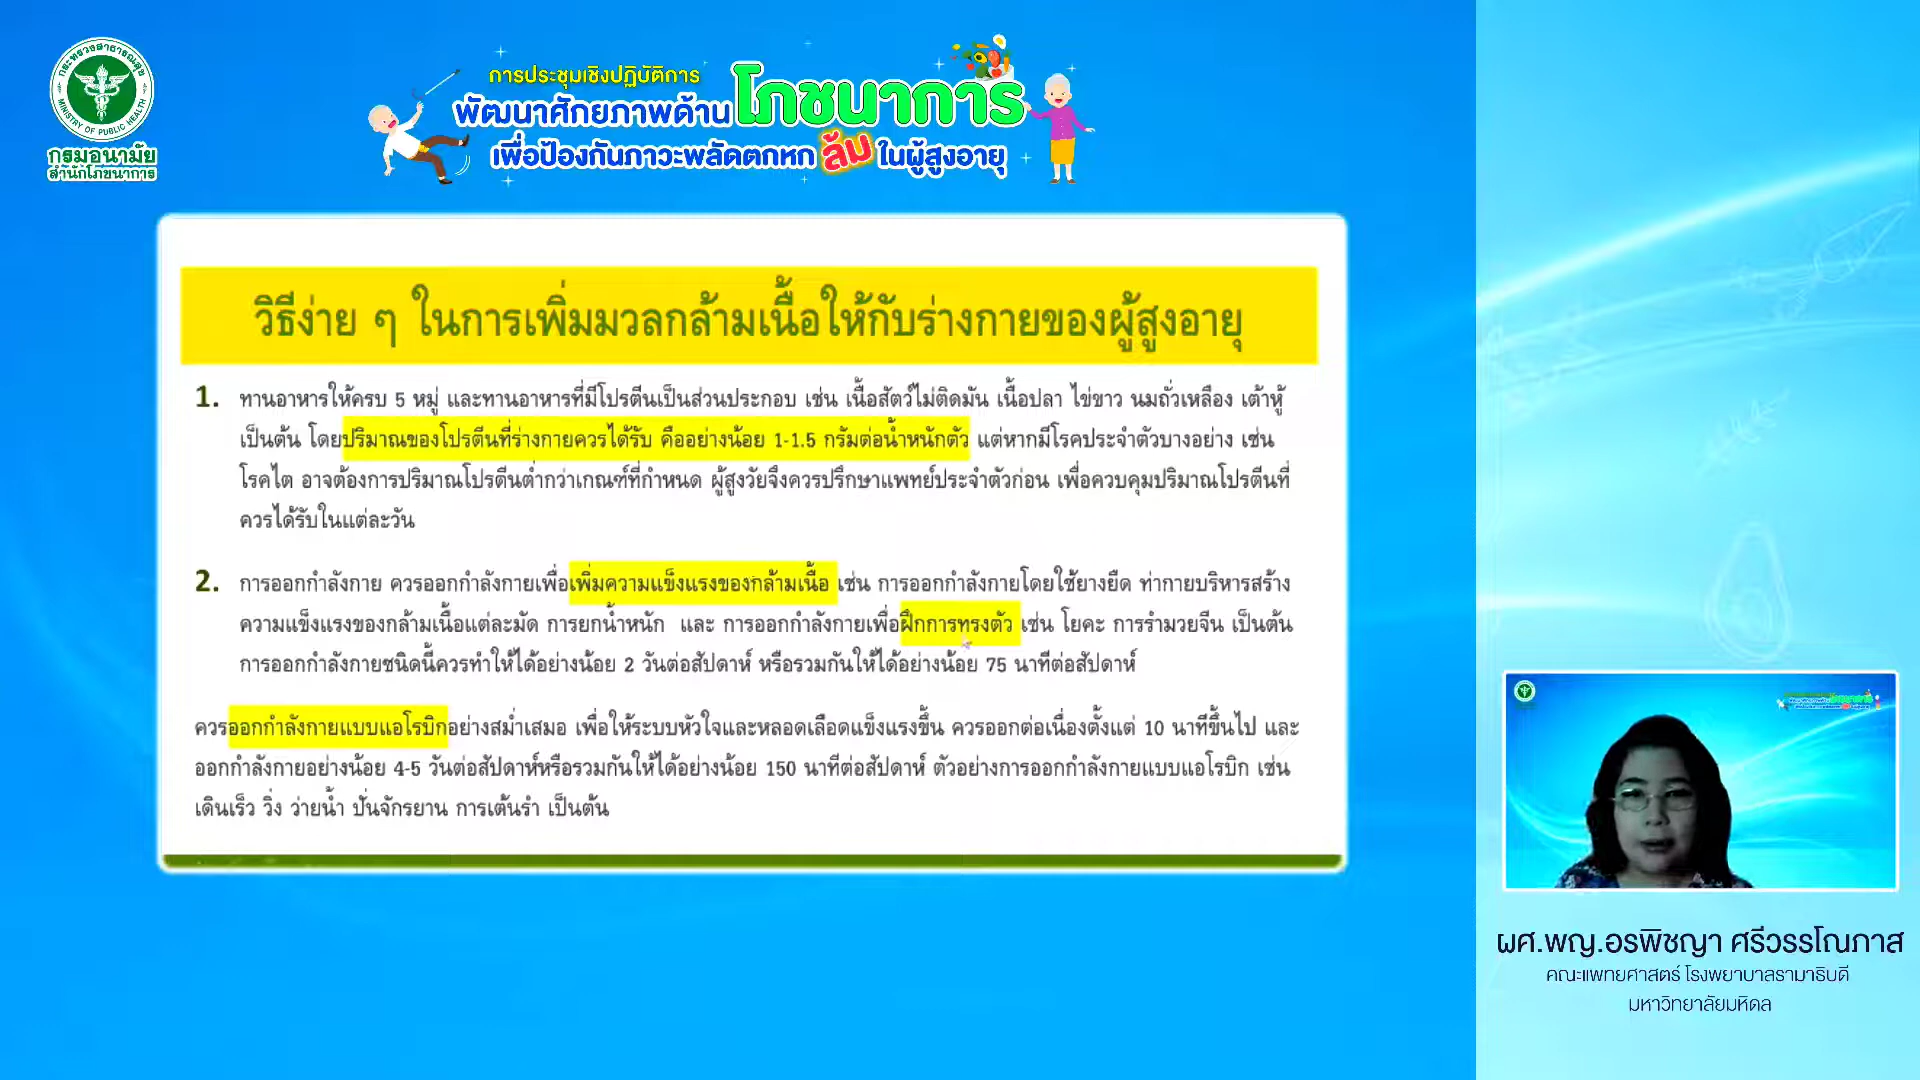 กระทรวงสาธารณสุข
MINISTRY OF PUBLIC HEALTH
กรมอนามัย
สำนักโภชนาการ
การประชุมเชิงปฏิบัติการ
พัฒนาศักยภาพด้านโภชนาการ
เพื่อป้องกันภาวะพลัดตกหกล้มในผู้สูงอายุ
วิธีง่าย ๆ ในการเพิ่มมวลกล้ามเนื้อให้กับร่างกายของผู้สูงอายุ
1. ทานอาหารให้ครบ 5 หมู่ และทานอาหารที่มีโปรตีนเป็นส่วนประกอบ เช่น เนื้อสัตว์ไม่ติดมัน เนื้อปลา ไข่ขาว นมถั่วเหลือง เต้าหู้
เป็นต้น โดยปริมาณของโปรตีนที่ร่างกายควรได้รับ คืออย่างน้อย 1-1.5 กรัมต่อน้ำหนักตัว แต่หากมีโรคประจำตัวบางอย่าง เช่น
โรคไต อาจต้องการปริมาณโปรตีนต่ำกว่าเกณฑ์ที่กำหนด ผู้สูงวัยจึงควรปรึกษาแพทย์ประจำตัวก่อน เพื่อควบคุมปริมาณโปรตีนที่
ควรได้รับในแต่ละวัน
2. การออกกำลังกาย ควรออกกำลังกายเพื่อเพิ่มความแข็งแรงของกล้ามเนื้อ เช่น การออกกำลังกายโดยใช้ยางยืด ท่ากายบริหารสร้าง
ความแข็งแรงของกล้ามเนื้อแต่ละมัด การยกน้ำหนัก และ การออกกำลังกายเพื่อฝึกการทรงตัว เช่น โยคะ การรำมวยจีน เป็นต้น
การออกกำลังกายชนิดนี้ควรทำให้ได้อย่างน้อย 2 วันต่อสัปดาห์ หรือรวมกันให้ได้อย่างน้อย 75 นาทีต่อสัปดาห์
ควรออกกำลังกายแบบแอโรบิกอย่างสม่ำเสมอ เพื่อให้ระบบหัวใจและหลอดเลือดแข็งแรงขึ้น ควรออกต่อเนื่องตั้งแต่ 10 นาทีขึ้นไป และ
ออกกำลังกายอย่างน้อย 4-5 วันต่อสัปดาห์หรือรวมกันให้ได้อย่างน้อย 150 นาทีต่อสัปดาห์ ตัวอย่างการออกกำลังกายแบบแอโรบิก เช่น
เดินเร็ว วิ่ง ว่ายน้ำ ปั่นจักรยาน การเต้นรำ เป็นต้น
ผศ.พญ.อรพิชญา ศรีวรรโณภาส
คณะแพทยศาสตร์ โรงพยาบาลรามาธิบดี
มหาวิทยาลัยมหิดล